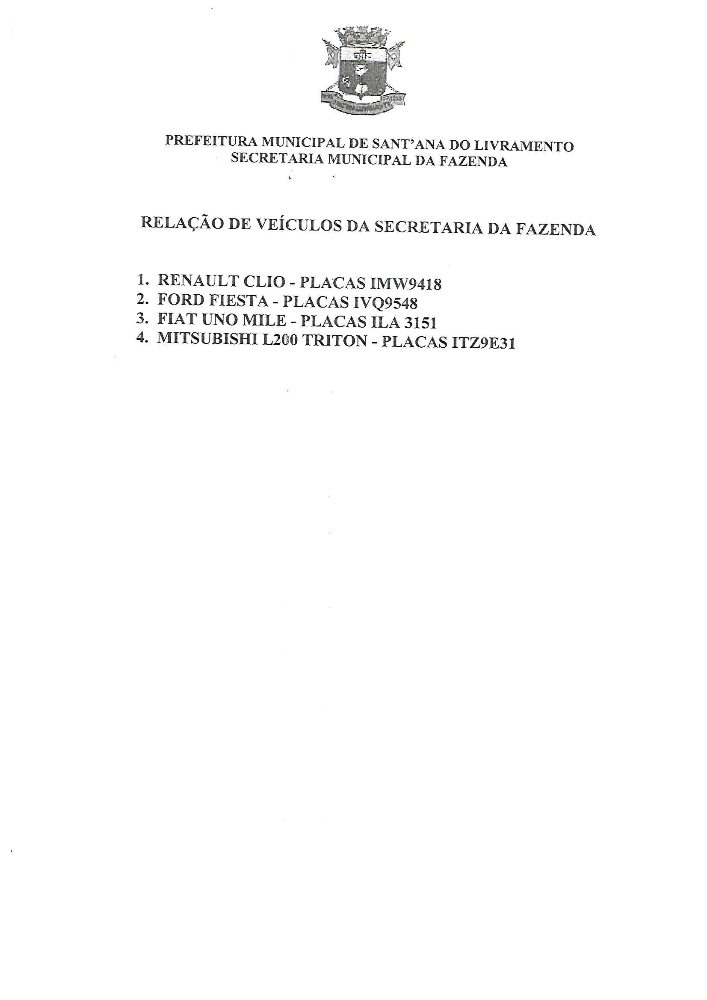 PREFEITURA MUNICIPAL DE SANT'ANA DO LIVRAMENTO
SECRETARIA MUNICIPAL DA FAZENDA
RELAÇÃO DE VEÍCULOS DA SECRETARIA DA FAZENDA
1. RENAULT CLIO - PLACAS IMW9418
2. FORD FIESTA - PLACAS IVQ9548
3. FIAT UNO MILE - PLACAS ILA 3151
4. MITSUBISHI L200 TRITON - PLACAS ITZ9E31